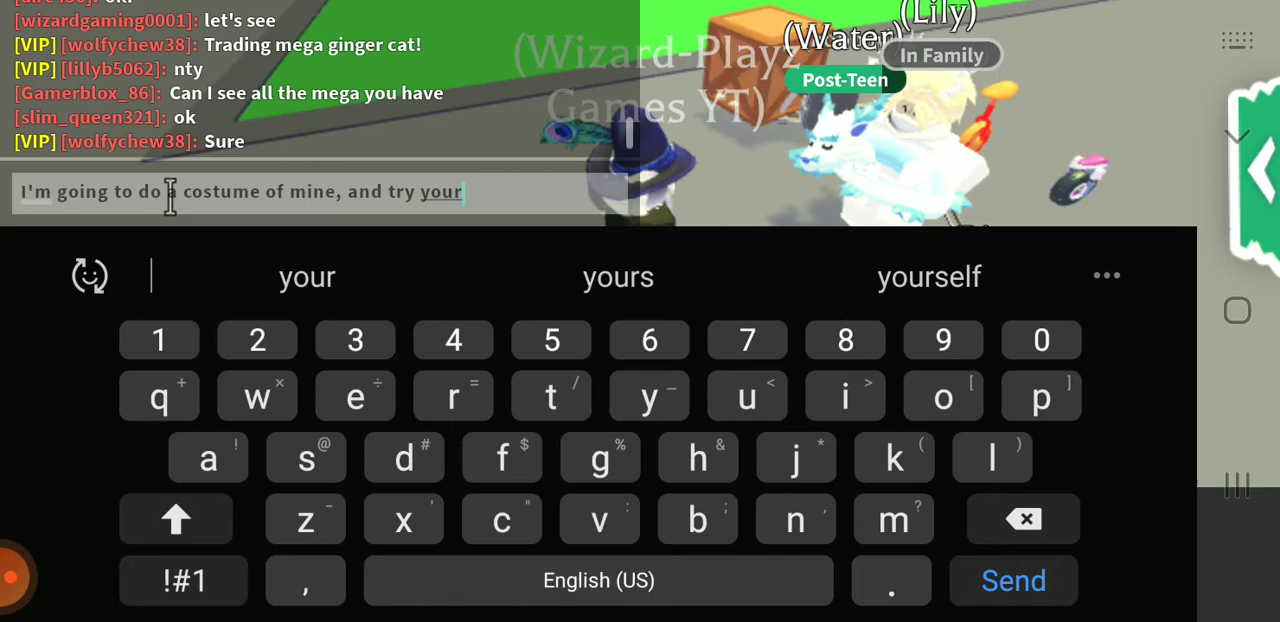 [wizardgaming0001]: let's see
[VIP] [wolfychew38]: Trading mega ginger cat!
[VIP] [lillyb5062]: nty
[Gamerblox_86]: Can I see all the mega you have
[slim_queen321]: ok
[VIP] [wolfychew38]: Sure
(Wizard-Playz
Games YT)
(Water)
Post-Teen
(Lily)
In Family
I'm going to do a costume of mine, and try your
your yours yourself
1 2 3 4 5 6 7 8 9 0
q + w × e ÷ r = t / y _ u < i > o [ p ]
a ! s @ d # f $ g % h & j * k ( l )
z - x ' c " v : b ; n , m ?
!#1 , English (US) . Send